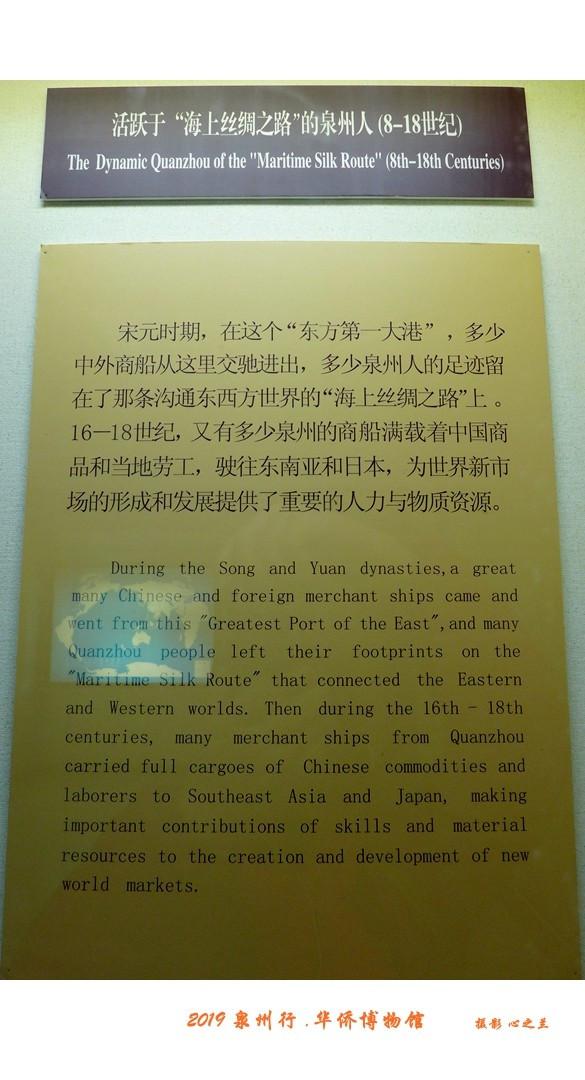 活跃于“海上丝绸之路”的泉州人(8-18世纪)
The Dynamic Quanzhou of the "Maritime Silk Route" (8th-18th Centuries)
宋元时期，在这个“东方第一大港”，多少
中外商船从这里交驰进出，多少泉州人的足迹留
在了那条沟通东西方世界的“海上丝绸之路”上。
16—18世纪，又有多少泉州的商船满载着中国商
品和当地劳工，驶往东南亚和日本，为世界新市
场的形成和发展提供了重要的人力与物质资源。
During the Song and Yuan dynasties,a great
many Chinese and foreign merchant ships came and
went from this "Greatest Port of the East",and many
Quanzhou people left their footprints on the
"Maritime Silk Route" that connected the Eastern
and Western worlds. Then during the 16th - 18th
centuries, many merchant ships from Quanzhou
carried full cargoes of Chinese commodities and
laborers to Southeast Asia and Japan, making
important contributions of skills and material
resources to the creation and development of new
world markets.
2019 泉州行 . 华侨博物馆 摄影 心之兰